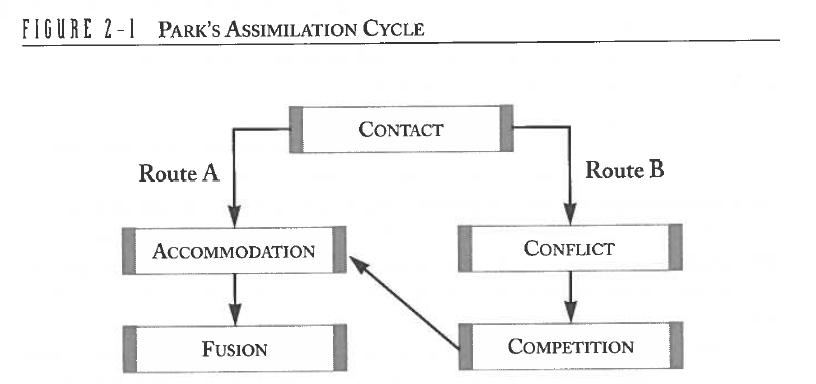 FIGURE 2-1 PARK'S ASSIMILATION CYCLE
CONTACT
Route A
Route B
ACCOMMODATION
CONFLICT
FUSION
COMPETITION